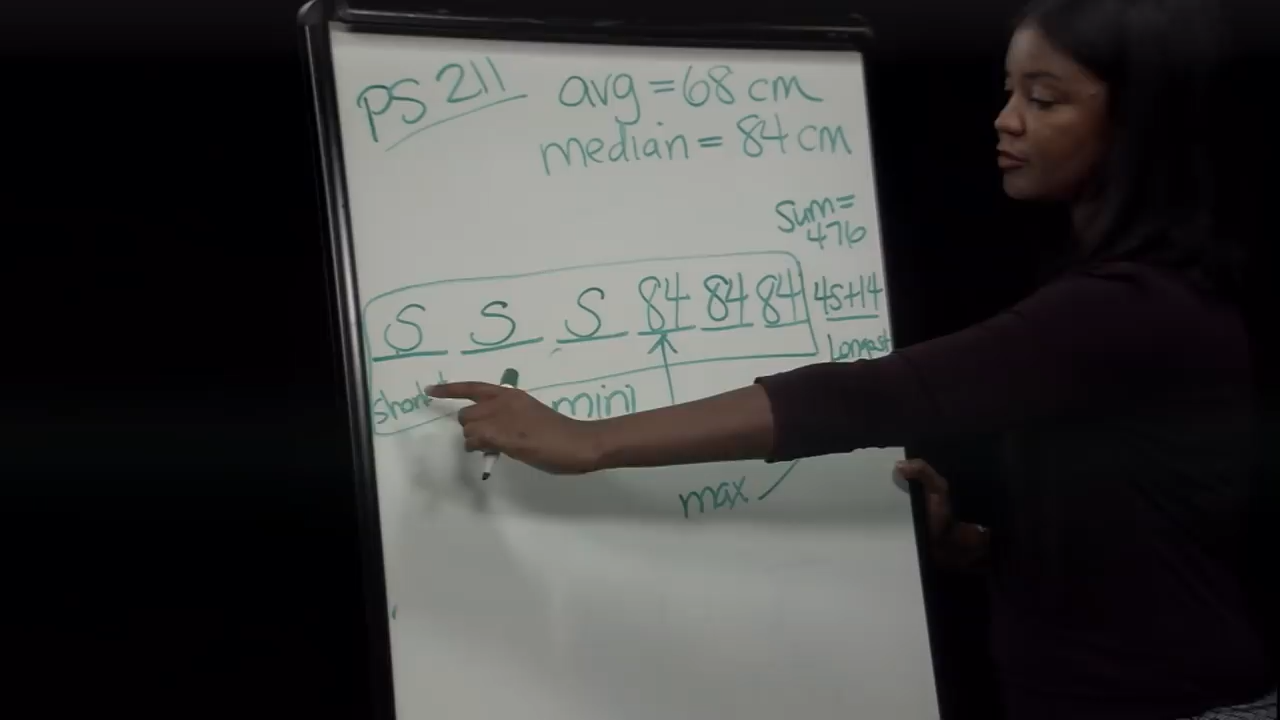 PS 211
avg = 68 cm
median = 84 cm
Sum =
476
S S S 84 84 84 4S+14
Longest
mini
max